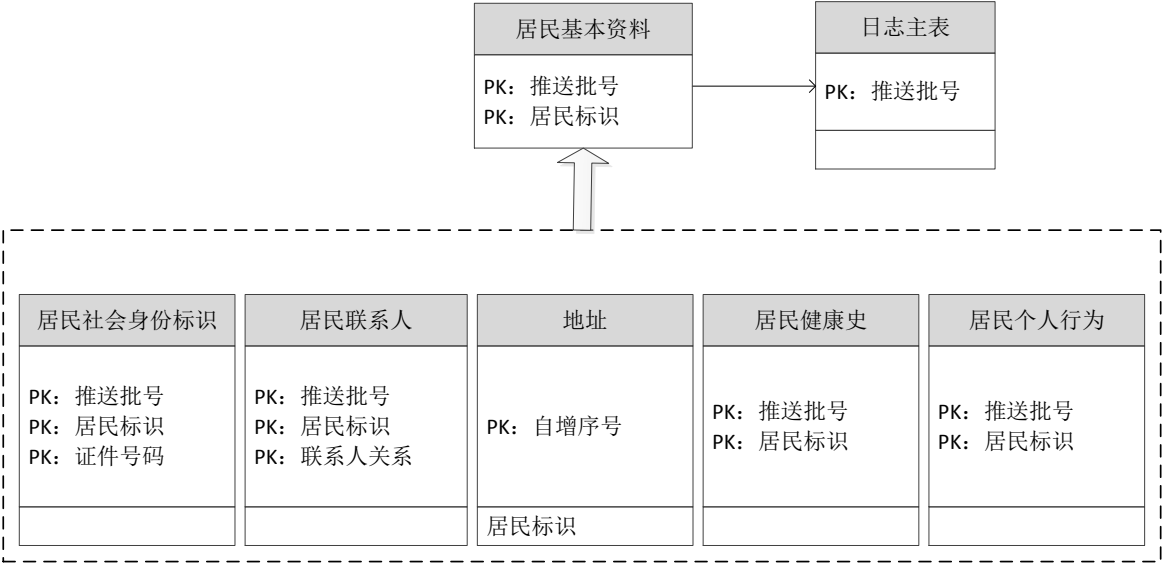 居民基本资料
PK：推送批号
PK：居民标识
日志主表
PK：推送批号
居民社会身份标识
PK：推送批号
PK：居民标识
PK：证件号码
居民联系人
PK：推送批号
PK：居民标识
PK：联系人关系
地址
PK：自增序号
居民标识
居民健康史
PK：推送批号
PK：居民标识
居民个人行为
PK：推送批号
PK：居民标识